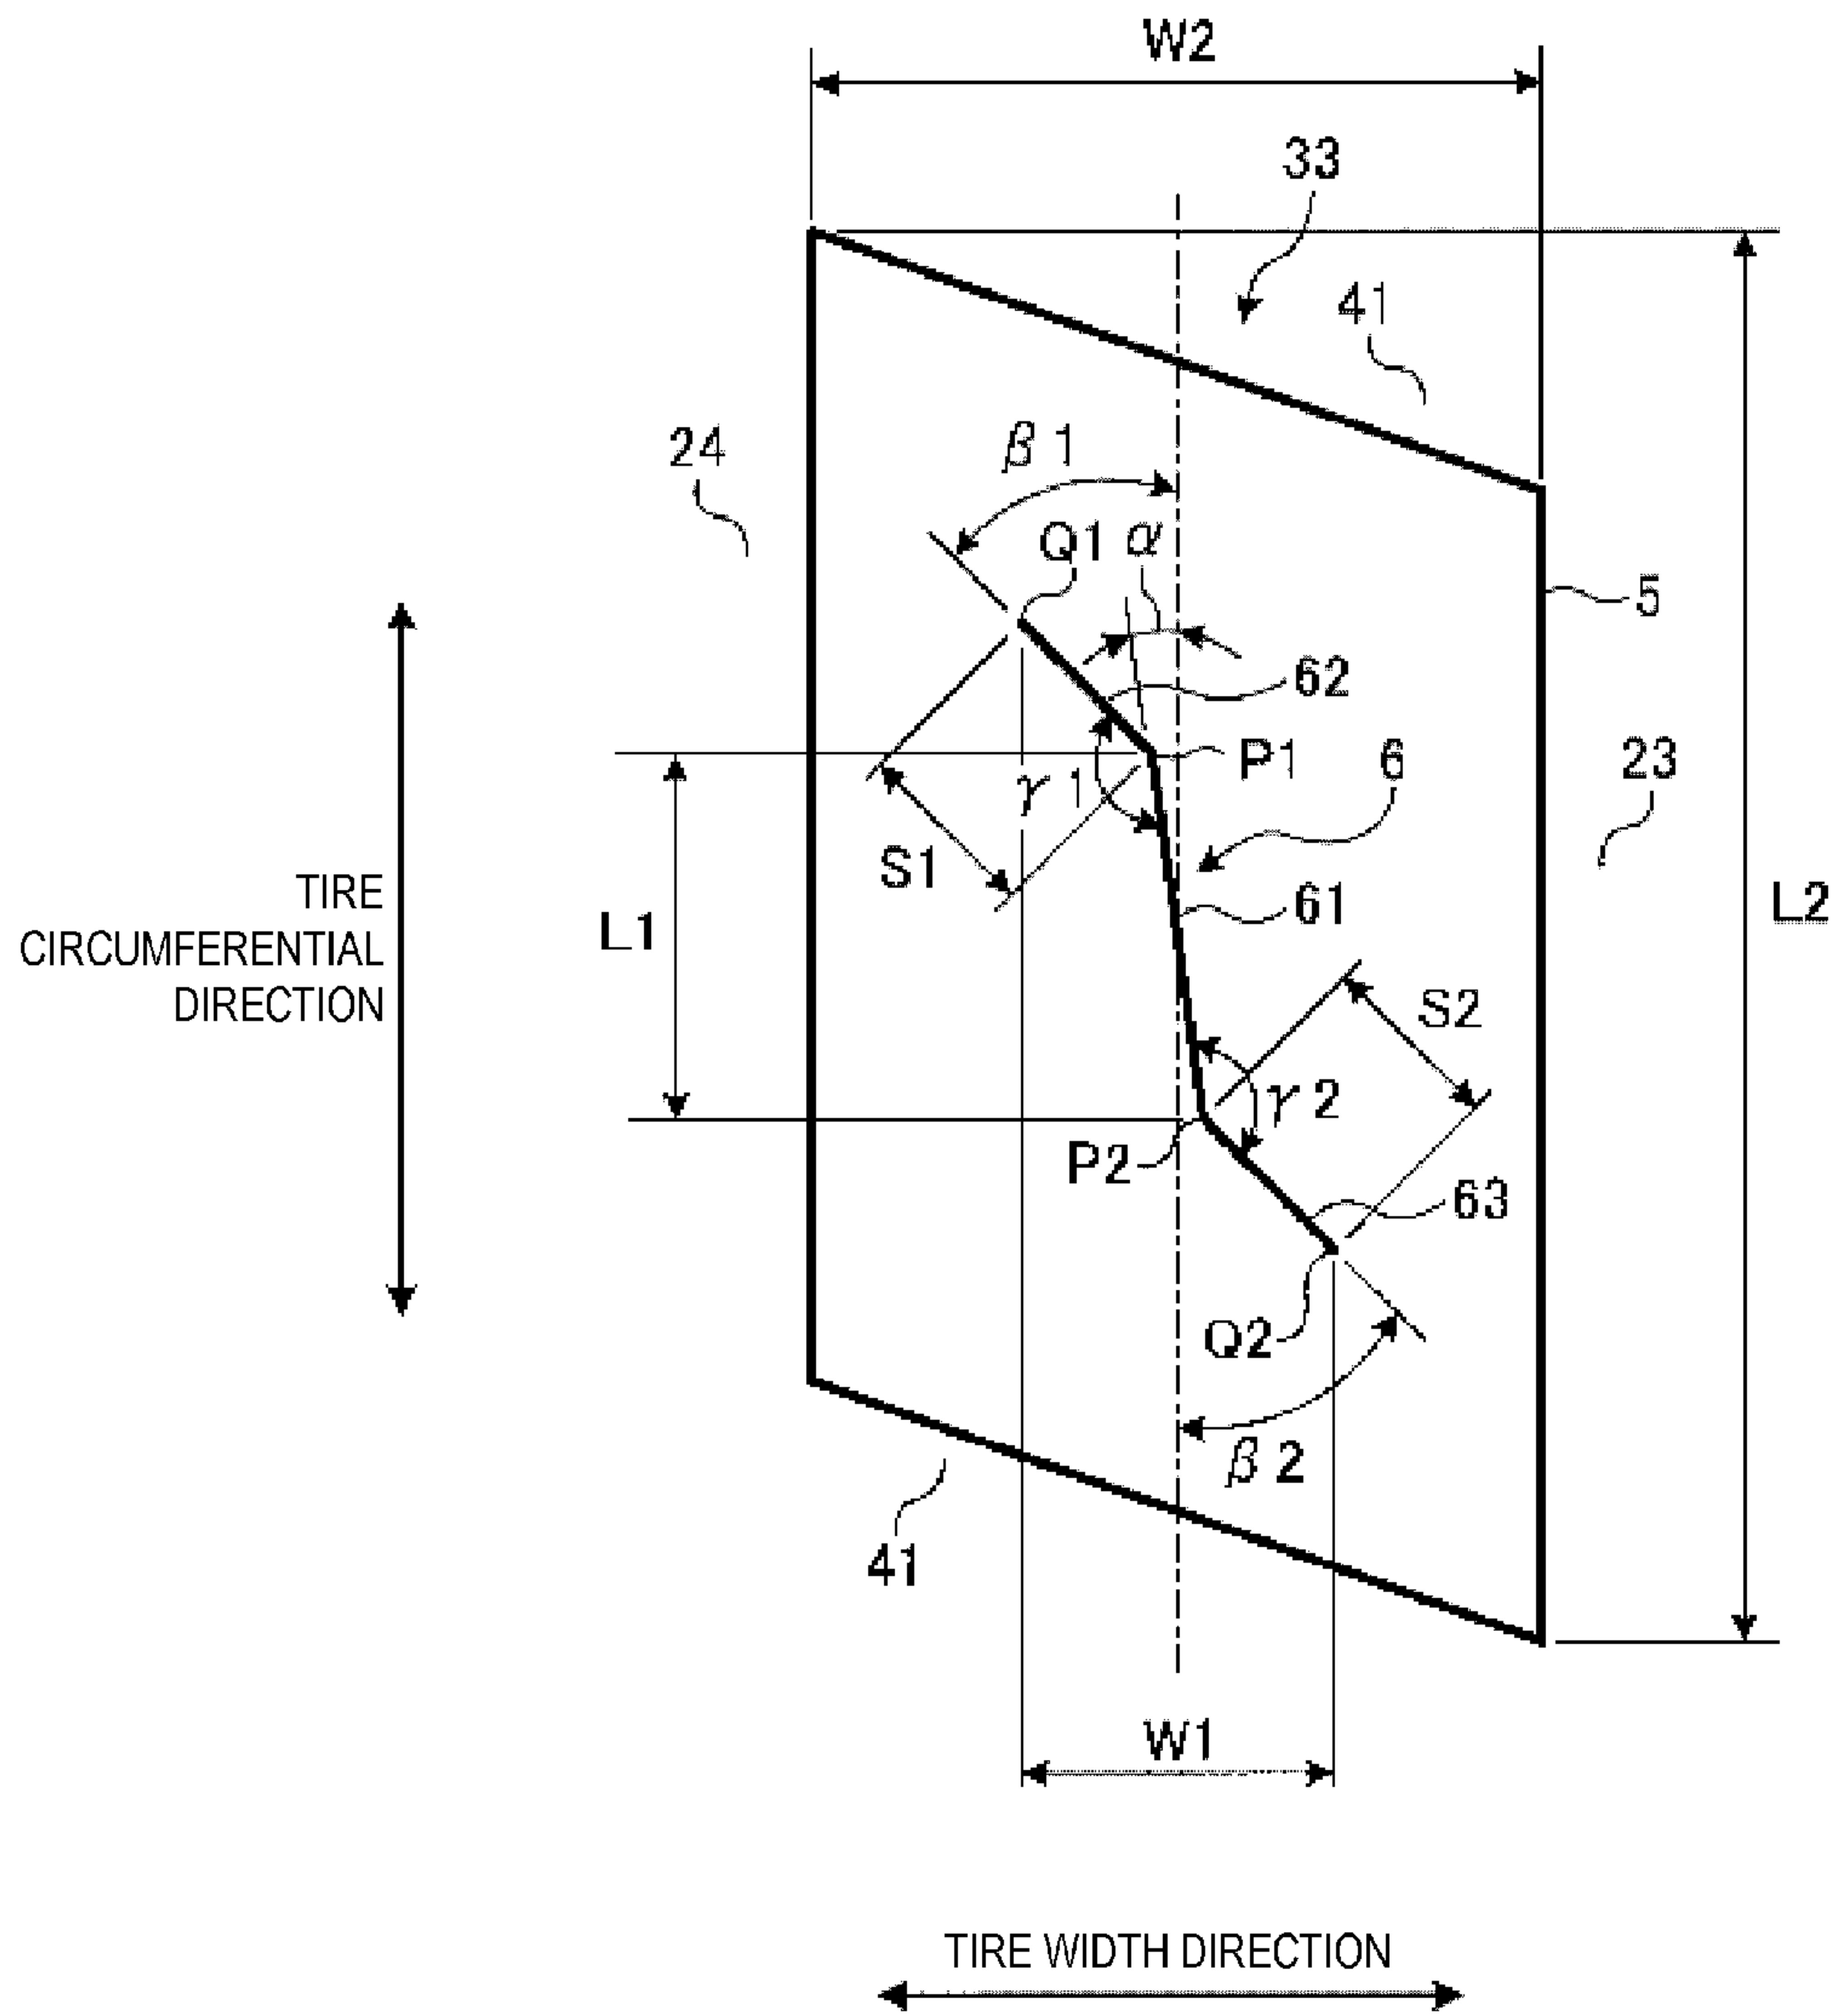 W2
33
41
24
β1
Q1
α
5
62
P1
6
23
γ1
S1
TIRE
CIRCUMFERENTIAL
DIRECTION
L1
61
L2
S2
γ2
P2
63
Q2
β2
41
W1
TIRE WIDTH DIRECTION